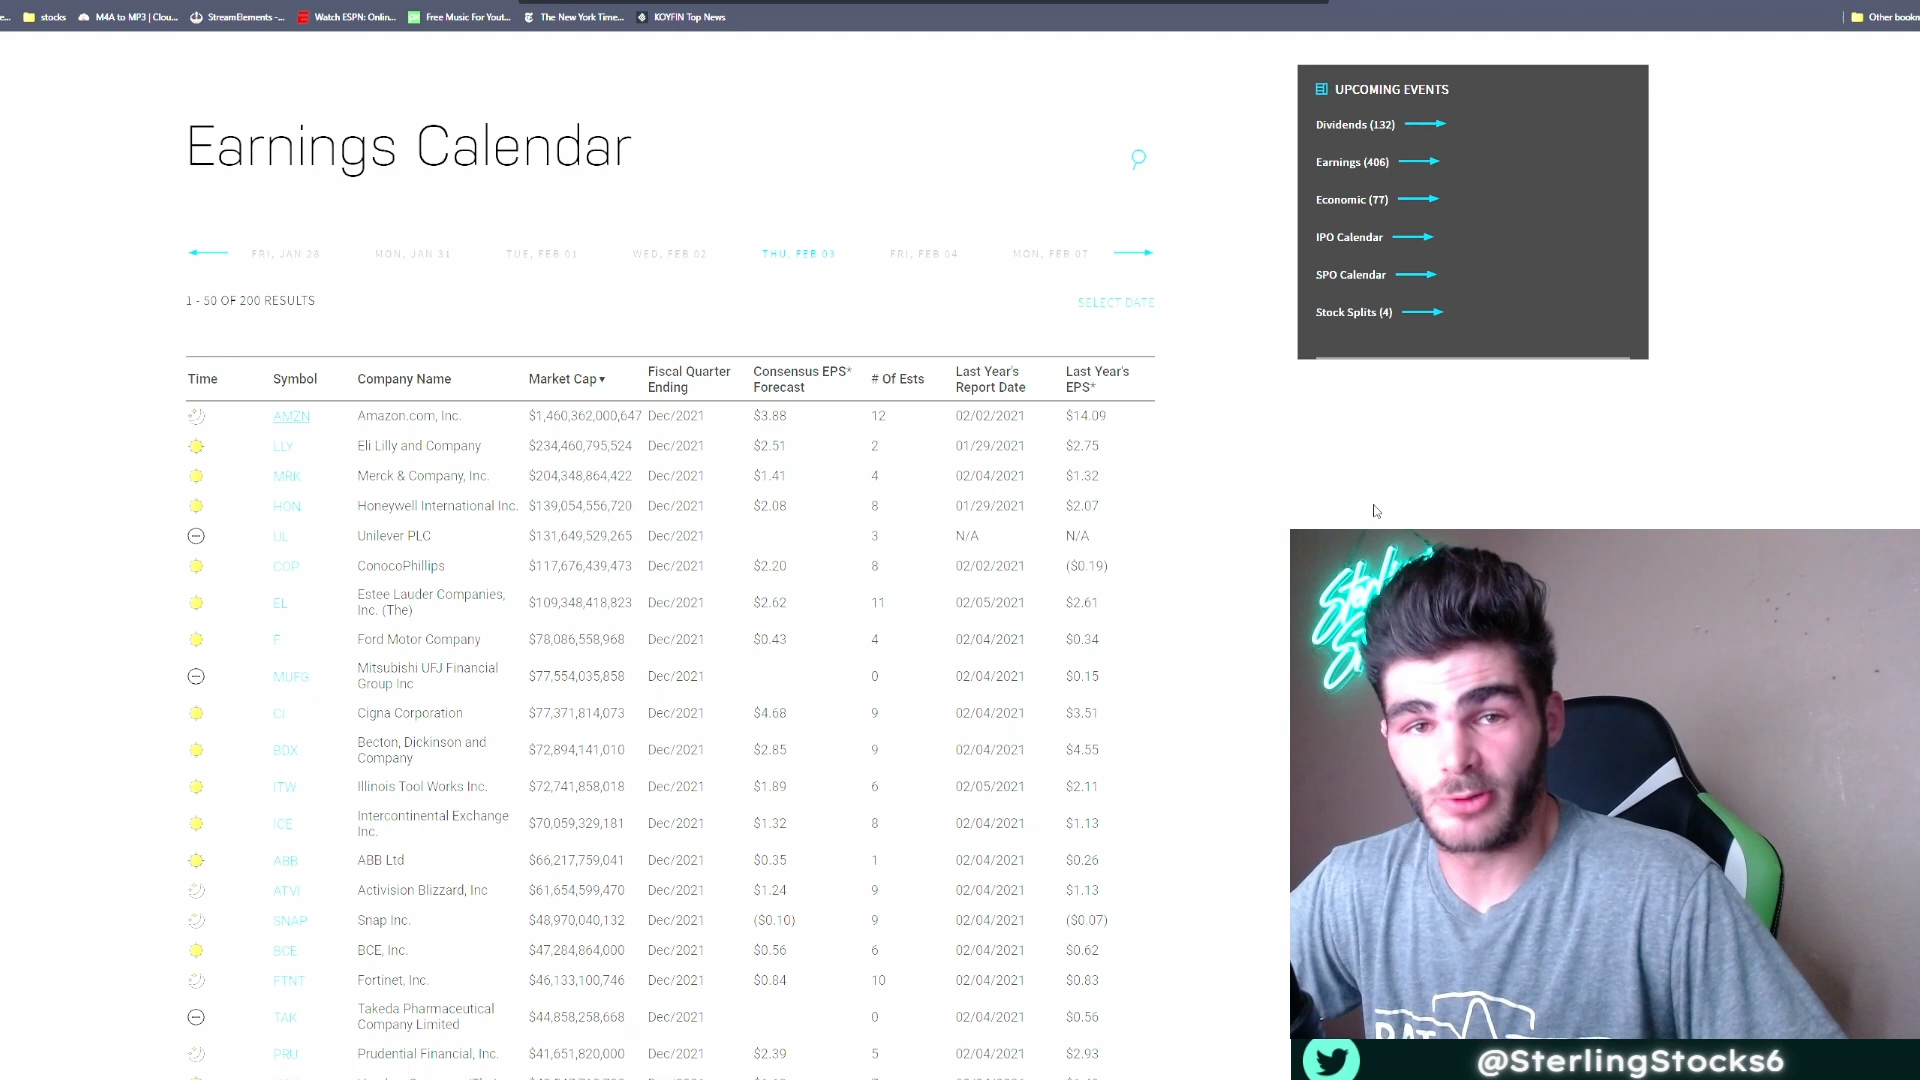 e...
stocks
M4A to MP3 | Clou...
StreamElements -...
Watch ESPN: Onlin...
Free Music For Yout...
The New York Time...
KOYFIN Top News
Other bookm
Earnings Calendar
FRI, JAN 28 MON, JAN 31 TUE, FEB 01 WED, FEB 02 THU, FEB 03 FRI, FEB 04 MON, FEB 07
1 - 50 OF 200 RESULTS
SELECT DATE
Time Symbol Company Name Market Cap▾ Fiscal Quarter Ending Consensus EPS* Forecast # Of Ests Last Year's Report Date Last Year's EPS*
AMZN Amazon.com, Inc. $1,460,362,000,647 Dec/2021 $3.88 12 02/02/2021 $14.09
LLY Eli Lilly and Company $234,460,795,524 Dec/2021 $2.51 2 01/29/2021 $2.75
MRK Merck & Company, Inc. $204,348,864,422 Dec/2021 $1.41 4 02/04/2021 $1.32
HON Honeywell International Inc. $139,054,556,720 Dec/2021 $2.08 8 01/29/2021 $2.07
UL Unilever PLC $131,649,529,265 Dec/2021 3 N/A N/A
COP ConocoPhillips $117,676,439,473 Dec/2021 $2.20 8 02/02/2021 ($0.19)
EL Estee Lauder Companies, Inc. (The) $109,348,418,823 Dec/2021 $2.62 11 02/05/2021 $2.61
F Ford Motor Company $78,086,558,968 Dec/2021 $0.43 4 02/04/2021 $0.34
MUFG Mitsubishi UFJ Financial Group Inc $77,554,035,858 Dec/2021 0 02/04/2021 $0.15
CI Cigna Corporation $77,371,814,073 Dec/2021 $4.68 9 02/04/2021 $3.51
BDX Becton, Dickinson and Company $72,894,141,010 Dec/2021 $2.85 9 02/04/2021 $4.55
ITW Illinois Tool Works Inc. $72,741,858,018 Dec/2021 $1.89 6 02/05/2021 $2.11
ICE Intercontinental Exchange Inc. $70,059,329,181 Dec/2021 $1.32 8 02/04/2021 $1.13
ABB ABB Ltd $66,217,759,041 Dec/2021 $0.35 1 02/04/2021 $0.26
ATVI Activision Blizzard, Inc $61,654,599,470 Dec/2021 $1.24 9 02/04/2021 $1.13
SNAP Snap Inc. $48,970,040,132 Dec/2021 ($0.10) 9 02/04/2021 ($0.07)
BCE BCE, Inc. $47,284,864,000 Dec/2021 $0.56 6 02/04/2021 $0.62
FTNT Fortinet, Inc. $46,133,100,746 Dec/2021 $0.84 10 02/04/2021 $0.83
TAK Takeda Pharmaceutical Company Limited $44,858,258,668 Dec/2021 0 02/04/2021 $0.56
PRU Prudential Financial, Inc. $41,651,820,000 Dec/2021 $2.39 5 02/04/2021 $2.93
UPCOMING EVENTS
Dividends (132)
Earnings (406)
Economic (77)
IPO Calendar
SPO Calendar
Stock Splits (4)
@SterlingStocks6